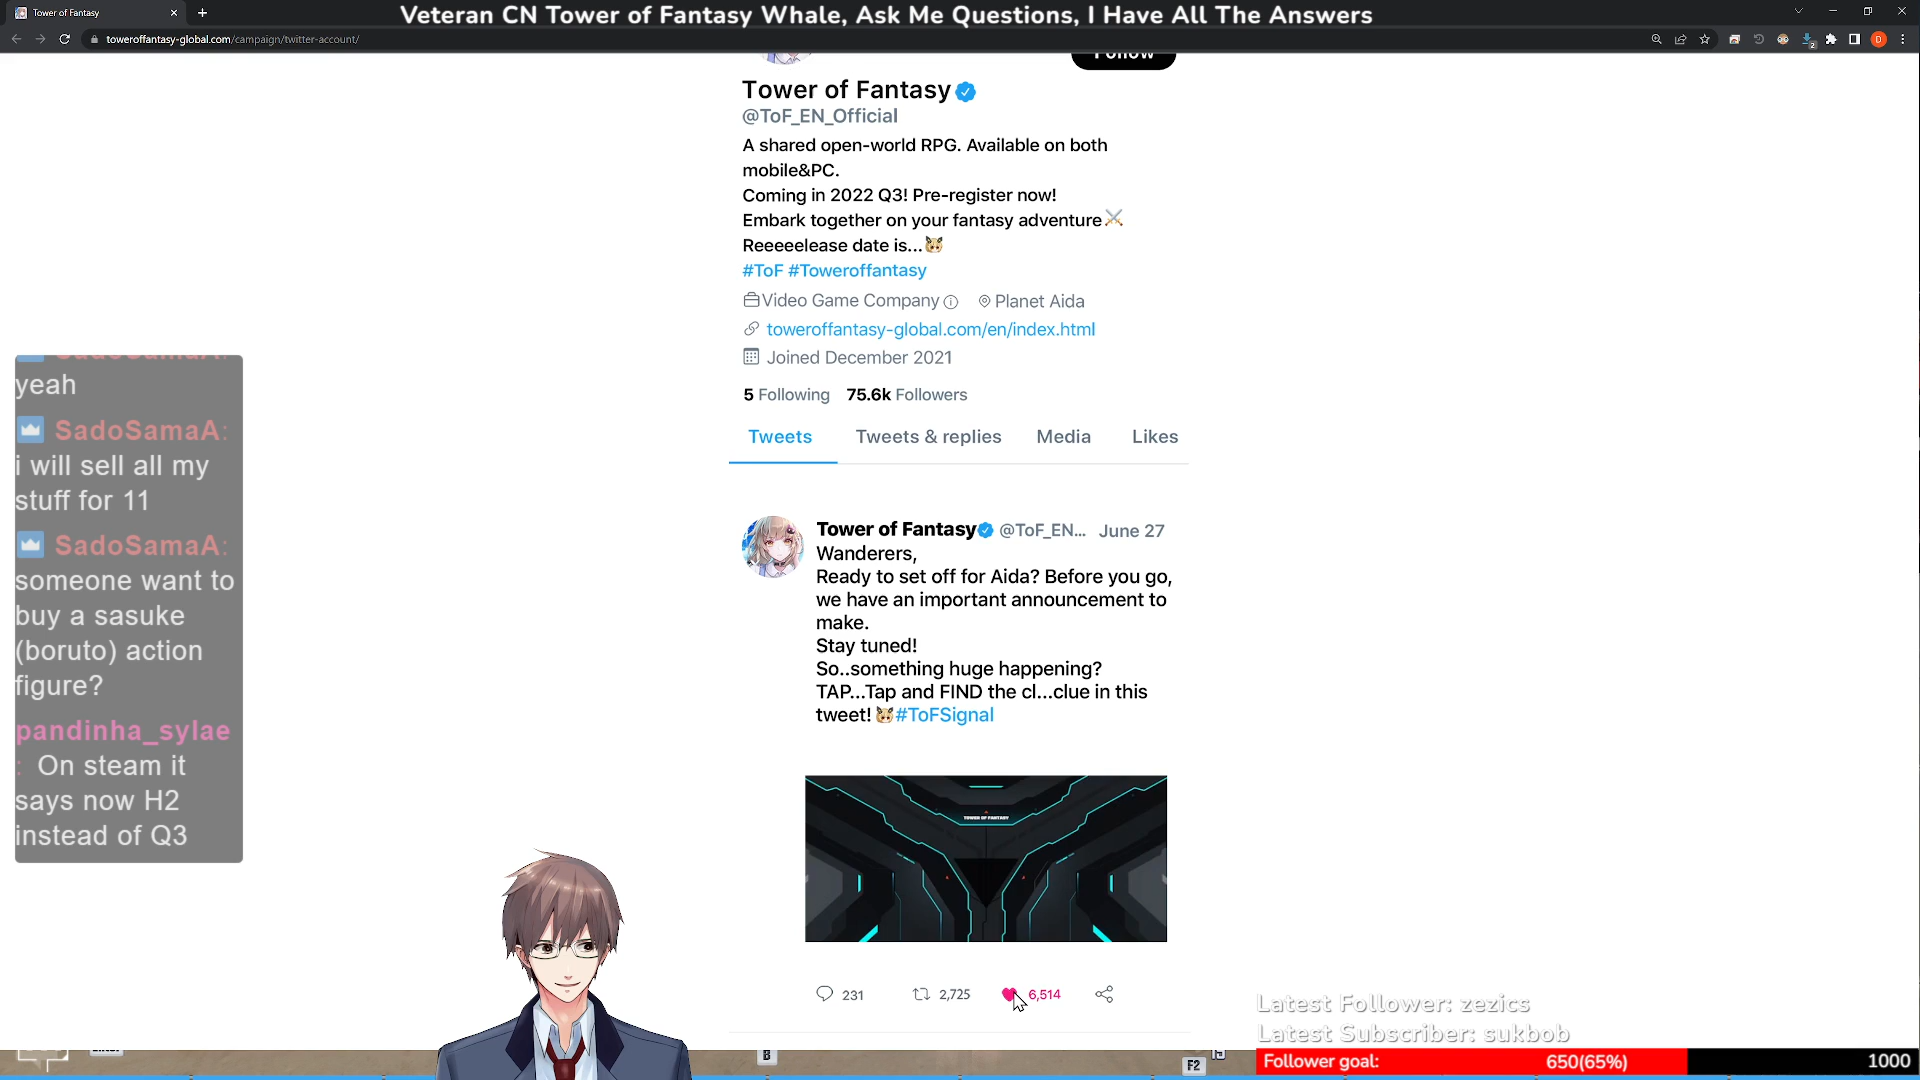 Tower of Fantasy
Veteran CN Tower of Fantasy Whale, Ask Me Questions, I Have All The Answers
toweroffantasy-global.com/campaign/twitter-account/
Follow
Tower of Fantasy
@ToF_EN_Official
A shared open-world RPG. Available on both
mobile&PC.
Coming in 2022 Q3! Pre-register now!
Embark together on your fantasy adventure⚔
Reeeeelease date is...
#ToF #Toweroffantasy
Video Game Company Planet Aida
toweroffantasy-global.com/en/index.html
Joined December 2021
5 Following 75.6k Followers
Tweets Tweets & replies Media Likes
Tower of Fantasy @ToF_EN... June 27
Wanderers,
Ready to set off for Aida? Before you go,
we have an important announcement to
make.
Stay tuned!
So..something huge happening?
TAP...Tap and FIND the cl...clue in this
tweet! #ToFSignal
TOWER OF FANTASY
231 2,725 6,514
SadoSamaA:
yeah
SadoSamaA:
i will sell all my
stuff for 11
SadoSamaA:
someone want to
buy a sasuke
(boruto) action
figure?
pandinha_sylae
: On steam it
says now H2
instead of Q3
B
F2
Latest Follower: zezics
Latest Subscriber: sukbob
Follower goal: 650(65%) 1000